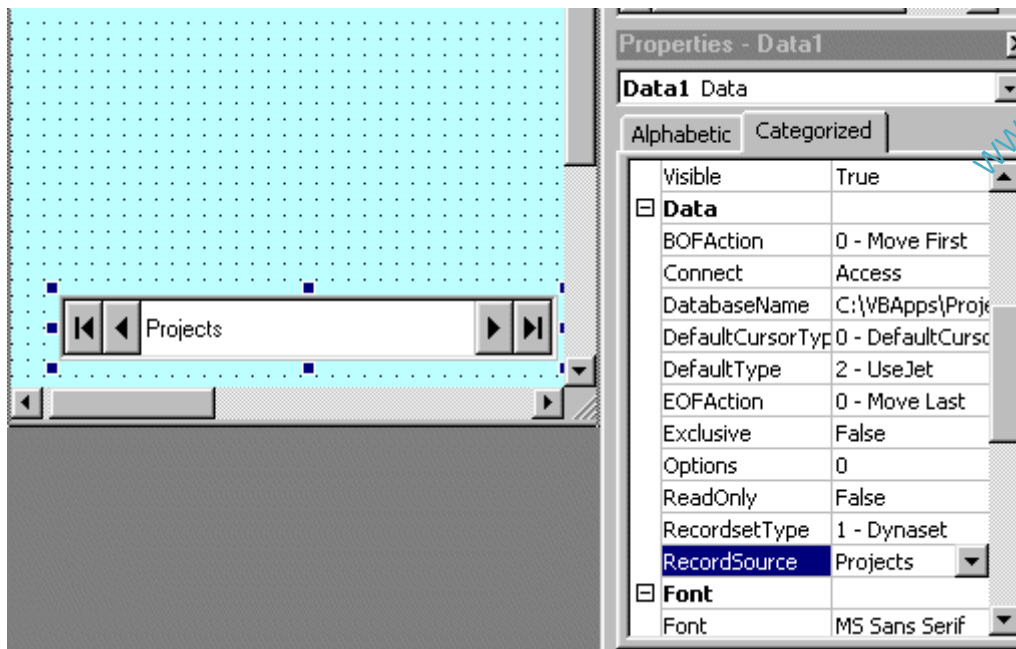 Projects
Properties - Data1
Data1 Data
Alphabetic Categorized
Visible True
Data
BOFAction 0 - Move First
Connect Access
DatabaseName C:\VBApps\Proje
DefaultCursorTyp 0 - DefaultCurso
DefaultType 2 - UseJet
EOFAction 0 - Move Last
Exclusive False
Options 0
ReadOnly False
RecordsetType 1 - Dynaset
RecordSource Projects
Font
Font MS Sans Serif